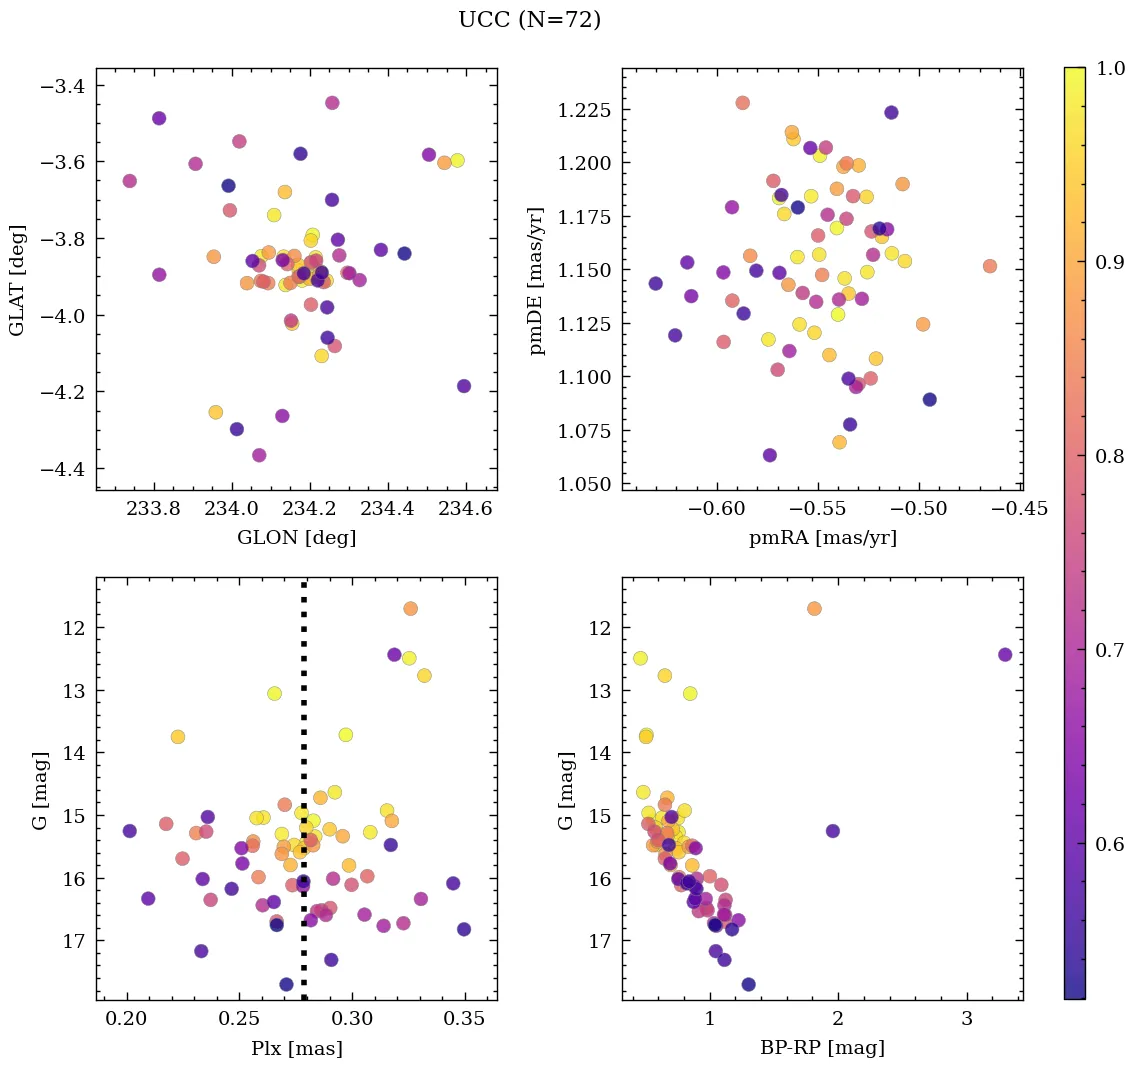 UCC (N=72)
−3.4
−3.6
−3.8
−4.0
−4.2
−4.4
GLAT [deg]
233.8 234.0 234.2 234.4 234.6
GLON [deg]
1.225
1.200
1.175
1.150
1.125
1.100
1.075
1.050
pmDE [mas/yr]
−0.60 −0.55 −0.50 −0.45
pmRA [mas/yr]
12
13
14
15
16
17
G [mag]
0.20 0.25 0.30 0.35
Plx [mas]
12
13
14
15
16
17
G [mag]
1 2 3
BP-RP [mag]
1.0
0.9
0.8
0.7
0.6